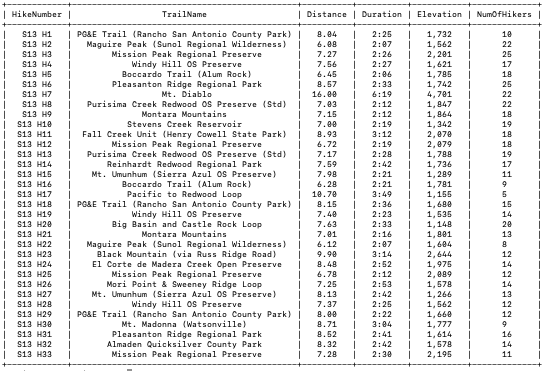 | HikeNumber | TrailName | Distance | Duration | Elevation | NumOfHikers |
| S13 H1 | PG&E Trail (Rancho San Antonio County Park) | 8.04 | 2:25 | 1,732 | 10 |
| S13 H2 | Maguire Peak (Sunol Regional Wilderness) | 6.08 | 2:07 | 1,562 | 22 |
| S13 H3 | Mission Peak Regional Preserve | 7.27 | 2:26 | 2,201 | 25 |
| S13 H4 | Windy Hill OS Preserve | 7.56 | 2:27 | 1,621 | 17 |
| S13 H5 | Boccardo Trail (Alum Rock) | 6.45 | 2:06 | 1,785 | 18 |
| S13 H6 | Pleasanton Ridge Regional Park | 8.57 | 2:33 | 1,742 | 25 |
| S13 H7 | Mt. Diablo | 16.00 | 6:19 | 4,701 | 22 |
| S13 H8 | Purisima Creek Redwood OS Preserve (Std) | 7.03 | 2:12 | 1,847 | 22 |
| S13 H9 | Montara Mountains | 7.15 | 2:12 | 1,864 | 18 |
| S13 H10 | Stevens Creek Reservoir | 7.00 | 2:19 | 1,342 | 19 |
| S13 H11 | Fall Creek Unit (Henry Cowell State Park) | 8.93 | 3:12 | 2,070 | 18 |
| S13 H12 | Mission Peak Regional Preserve | 6.72 | 2:19 | 2,079 | 18 |
| S13 H13 | Purisima Creek Redwood OS Preserve (Std) | 7.17 | 2:28 | 1,788 | 19 |
| S13 H14 | Reinhardt Redwood Regional Park | 7.59 | 2:42 | 1,736 | 17 |
| S13 H15 | Mt. Umunhum (Sierra Azul OS Preserve) | 7.98 | 2:21 | 1,289 | 11 |
| S13 H16 | Boccardo Trail (Alum Rock) | 6.28 | 2:21 | 1,781 | 9 |
| S13 H17 | Pacific to Redwood Loop | 10.70 | 3:49 | 1,155 | 5 |
| S13 H18 | PG&E Trail (Rancho San Antonio County Park) | 8.15 | 2:36 | 1,680 | 15 |
| S13 H19 | Windy Hill OS Preserve | 7.40 | 2:23 | 1,535 | 14 |
| S13 H20 | Big Basin and Castle Rock Loop | 7.63 | 2:33 | 1,148 | 20 |
| S13 H21 | Montara Mountains | 7.01 | 2:16 | 1,801 | 13 |
| S13 H22 | Maguire Peak (Sunol Regional Wilderness) | 6.12 | 2:07 | 1,604 | 8 |
| S13 H23 | Black Mountain (via Russ Ridge Road) | 9.90 | 3:14 | 2,644 | 12 |
| S13 H24 | El Corte de Madera Creek Open Preserve | 8.48 | 2:52 | 1,975 | 14 |
| S13 H25 | Mission Peak Regional Preserve | 6.78 | 2:12 | 2,089 | 12 |
| S13 H26 | Mori Point & Sweeney Ridge Loop | 7.25 | 2:53 | 1,578 | 14 |
| S13 H27 | Mt. Umunhum (Sierra Azul OS Preserve) | 8.13 | 2:42 | 1,266 | 13 |
| S13 H28 | Windy Hill OS Preserve | 7.37 | 2:25 | 1,562 | 12 |
| S13 H29 | PG&E Trail (Rancho San Antonio County Park) | 8.00 | 2:22 | 1,660 | 12 |
| S13 H30 | Mt. Madonna (Watsonville) | 8.71 | 3:04 | 1,777 | 9 |
| S13 H31 | Pleasanton Ridge Regional Park | 8.52 | 2:41 | 1,614 | 16 |
| S13 H32 | Almaden Quicksilver County Park | 8.32 | 2:42 | 1,578 | 14 |
| S13 H33 | Mission Peak Regional Preserve | 7.28 | 2:30 | 2,195 | 11 |